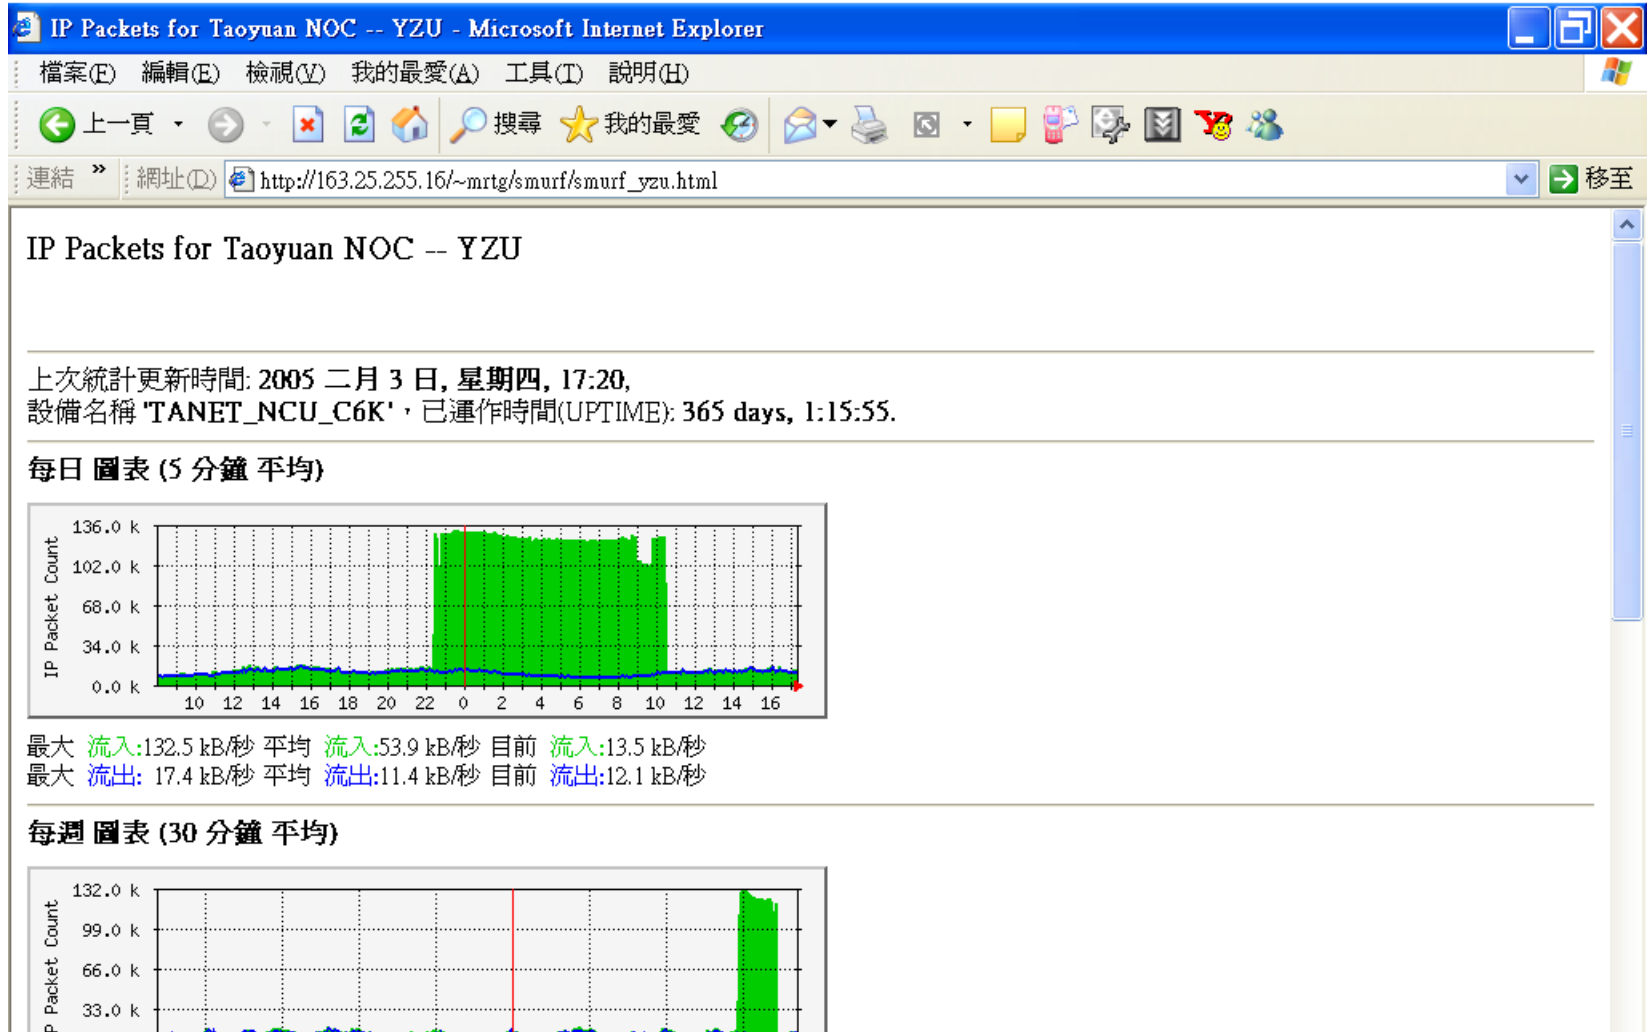 IP Packets for Taoyuan NOC -- YZU - Microsoft Internet Explorer
檔案(F) 編輯(E) 檢視(V) 我的最愛(A) 工具(T) 說明(H)
上一頁 搜尋 我的最愛
連結 » 網址(D) http://163.25.255.16/~mrtg/smurf/smurf_yzu.html 移至
IP Packets for Taoyuan NOC -- YZU
上次統計更新時間: 2005 二月 3 日, 星期四, 17:20,
設備名稱 'TANET_NCU_C6K'，已運作時間(UPTIME): 365 days, 1:15:55.
每日 圖表 (5 分鐘 平均)
IP Packet Count
136.0 k
102.0 k
68.0 k
34.0 k
0.0 k
10 12 14 16 18 20 22 0 2 4 6 8 10 12 14 16
最大 流入:132.5 kB/秒 平均 流入:53.9 kB/秒 目前 流入:13.5 kB/秒
最大 流出: 17.4 kB/秒 平均 流出:11.4 kB/秒 目前 流出:12.1 kB/秒
每週 圖表 (30 分鐘 平均)
P Packet Count
132.0 k
99.0 k
66.0 k
33.0 k